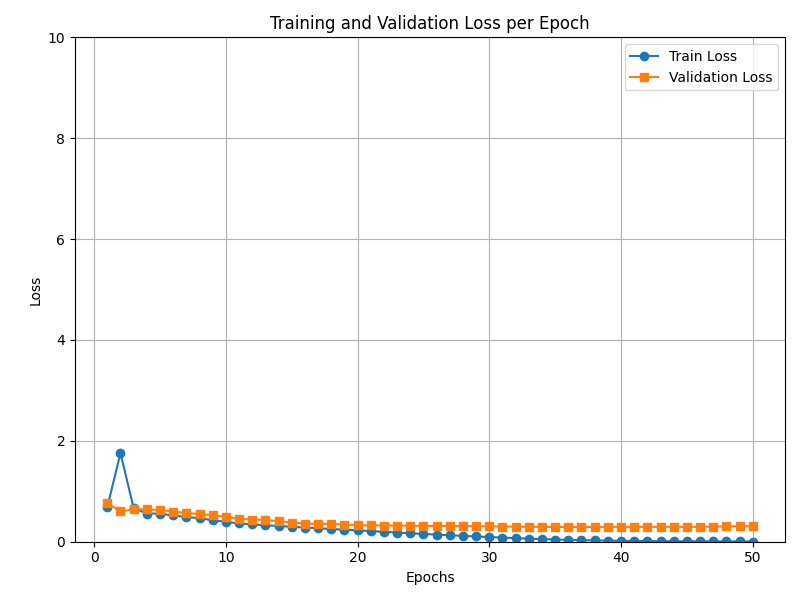 Training and Validation Loss per Epoch
10
8
6
4
2
0
Loss
Train Loss
Validation Loss
0 10 20 30 40 50
Epochs